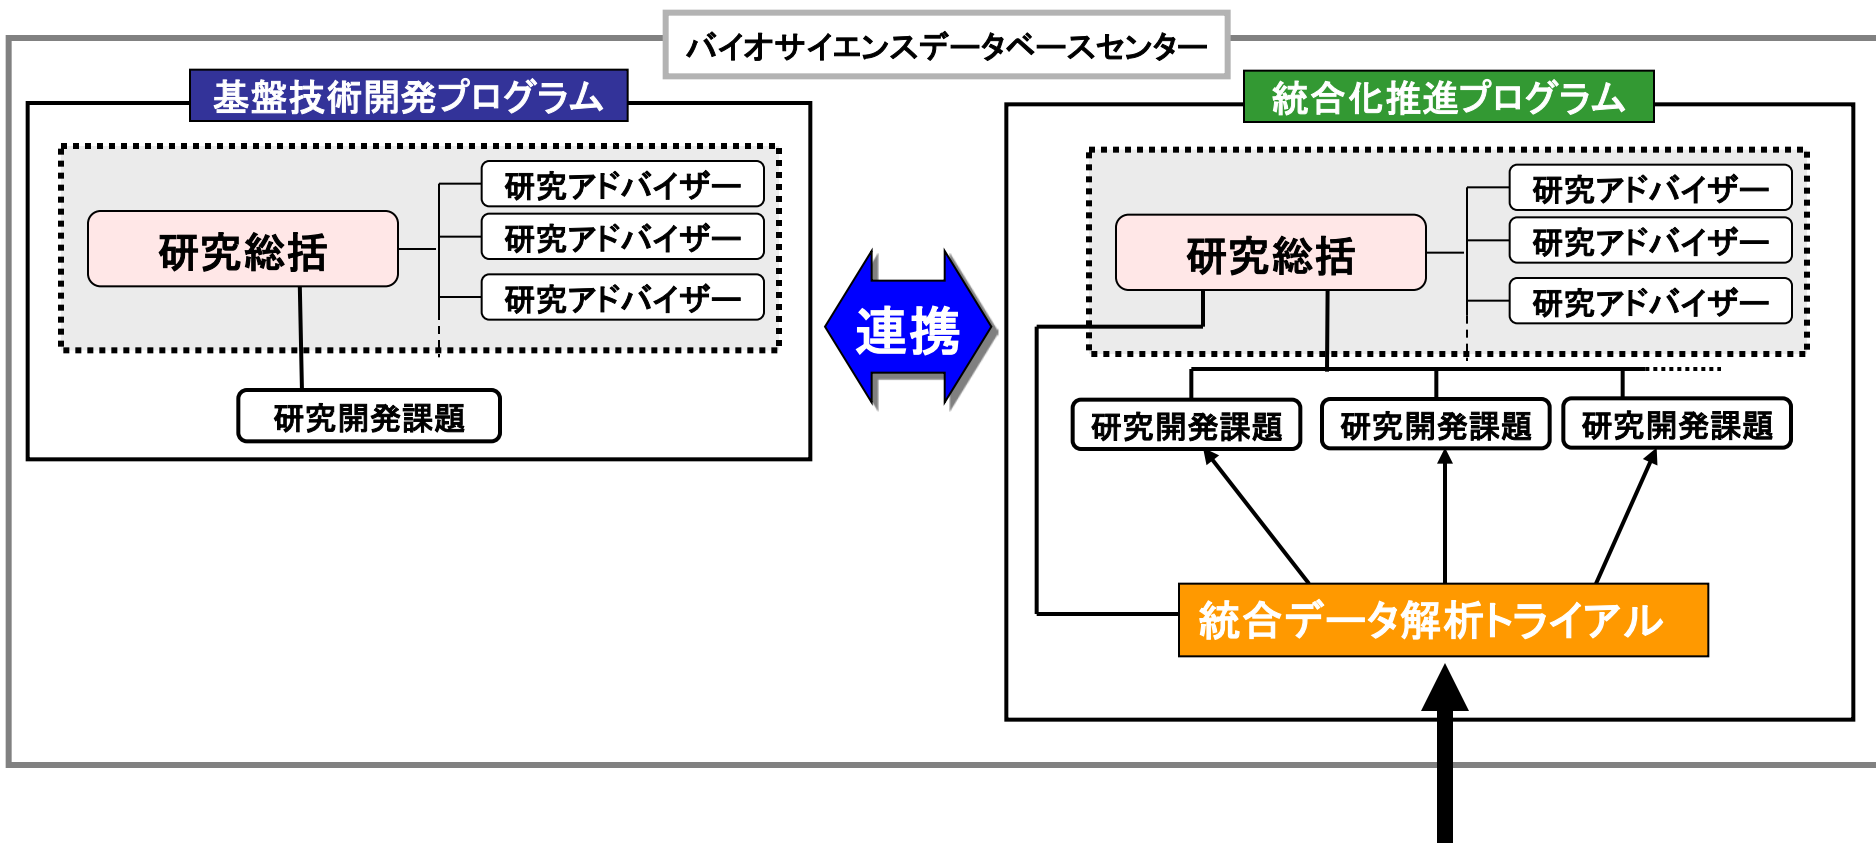 バイオサイエンスデータベースセンター
基盤技術開発プログラム
研究総括
研究アドバイザー
研究アドバイザー
研究アドバイザー
研究開発課題
連携
統合化推進プログラム
研究総括
研究アドバイザー
研究アドバイザー
研究アドバイザー
研究開発課題
研究開発課題
研究開発課題
統合データ解析トライアル